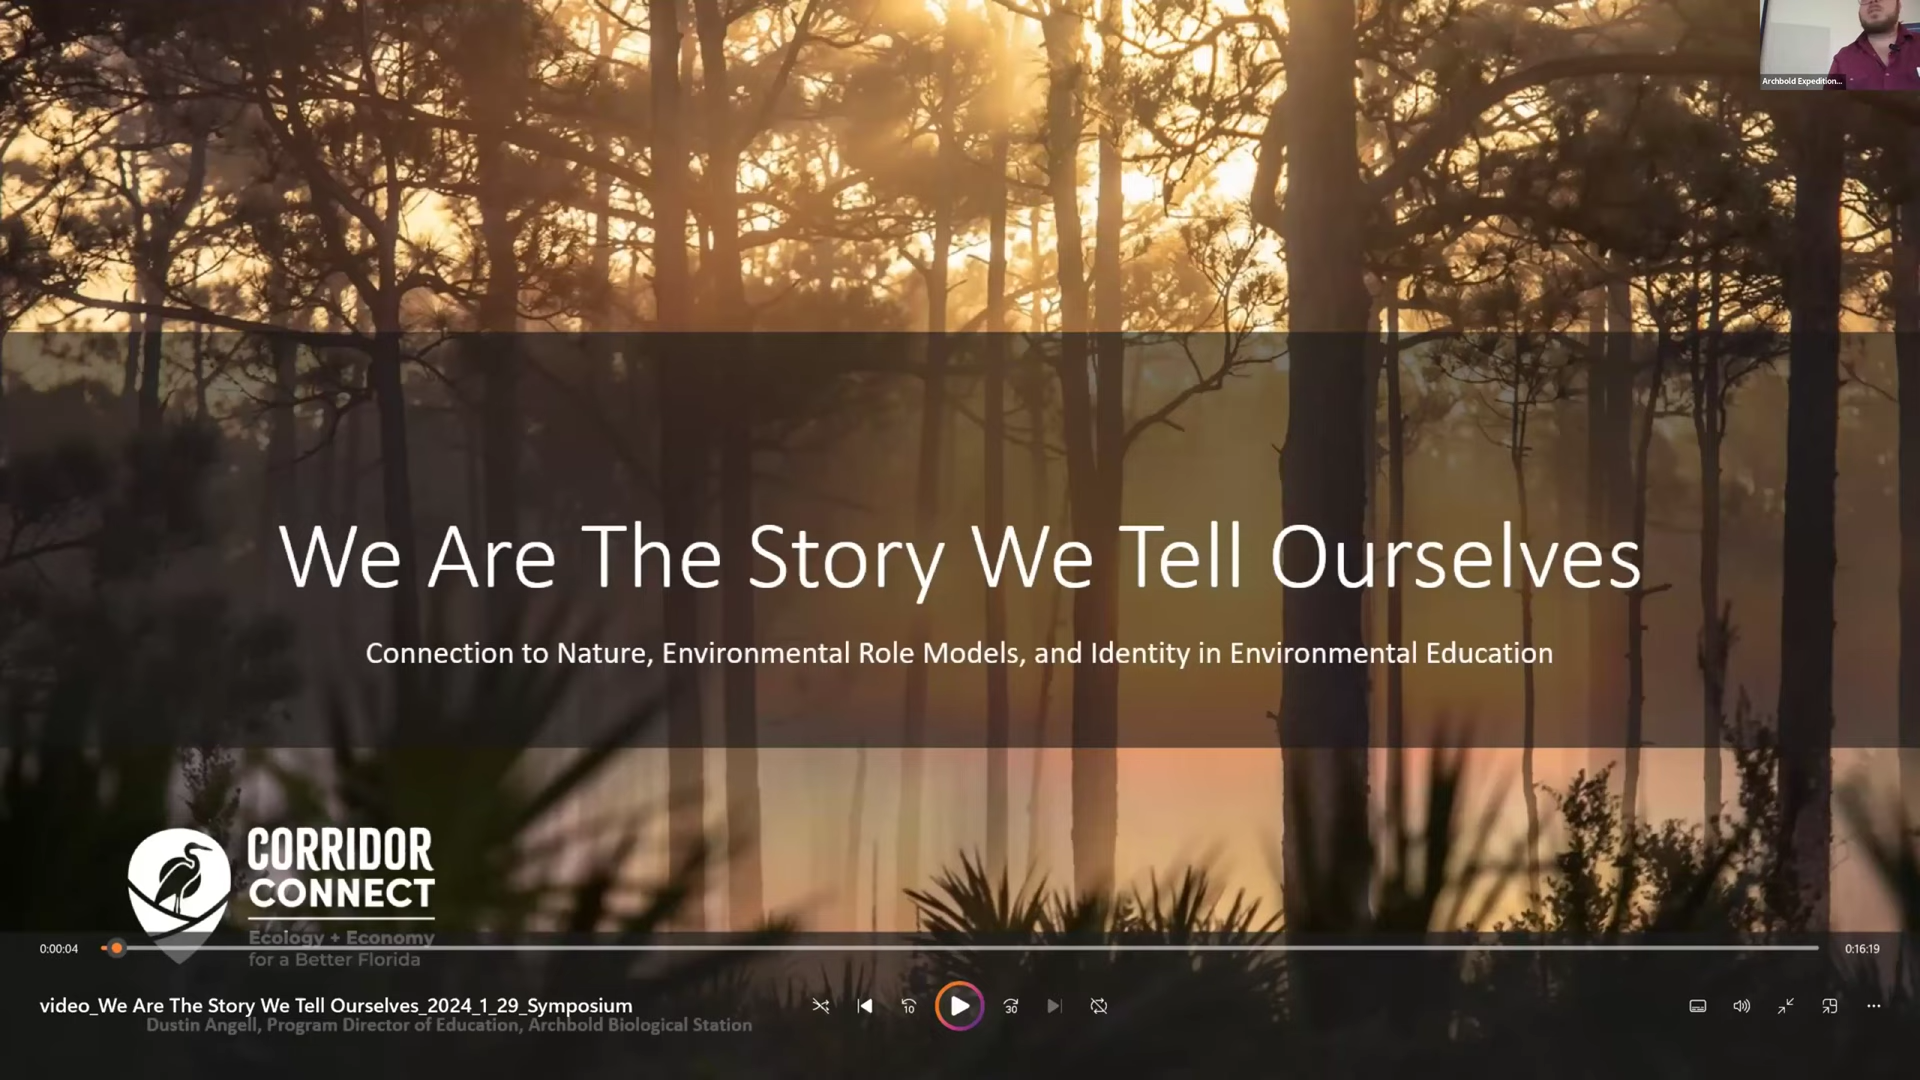 Archbold Expedition...
We Are The Story We Tell Ourselves
Connection to Nature, Environmental Role Models, and Identity in Environmental Education
CORRIDOR
CONNECT
Ecology + Economy
for a Better Florida
0:00:04
0:16:19
video_We Are The Story We Tell Ourselves_2024_1_29_Symposium
10
30
Dustin Angell, Program Director of Education, Archbold Biological Station